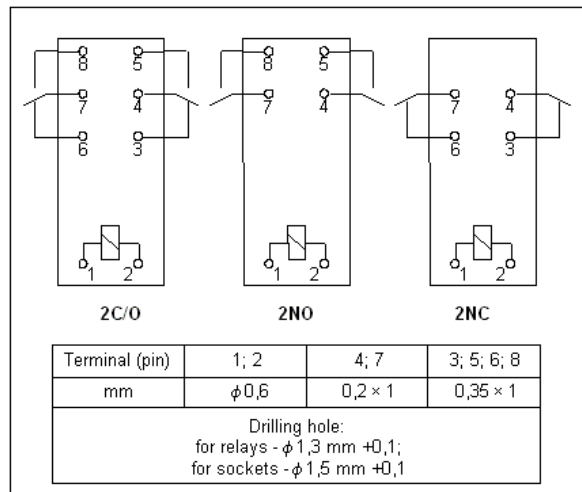 8 5 8 5
7 4 7 4 7 4
6 3 6 3
1 2 1 2 1 2
2C/O 2NO 2NC
Terminal (pin) 1; 2 4; 7 3; 5; 6; 8
mm ϕ0,6 0,2 × 1 0,35 × 1
Drilling hole:
for relays - ϕ1,3 mm +0,1;
for sockets - ϕ1,5 mm +0,1